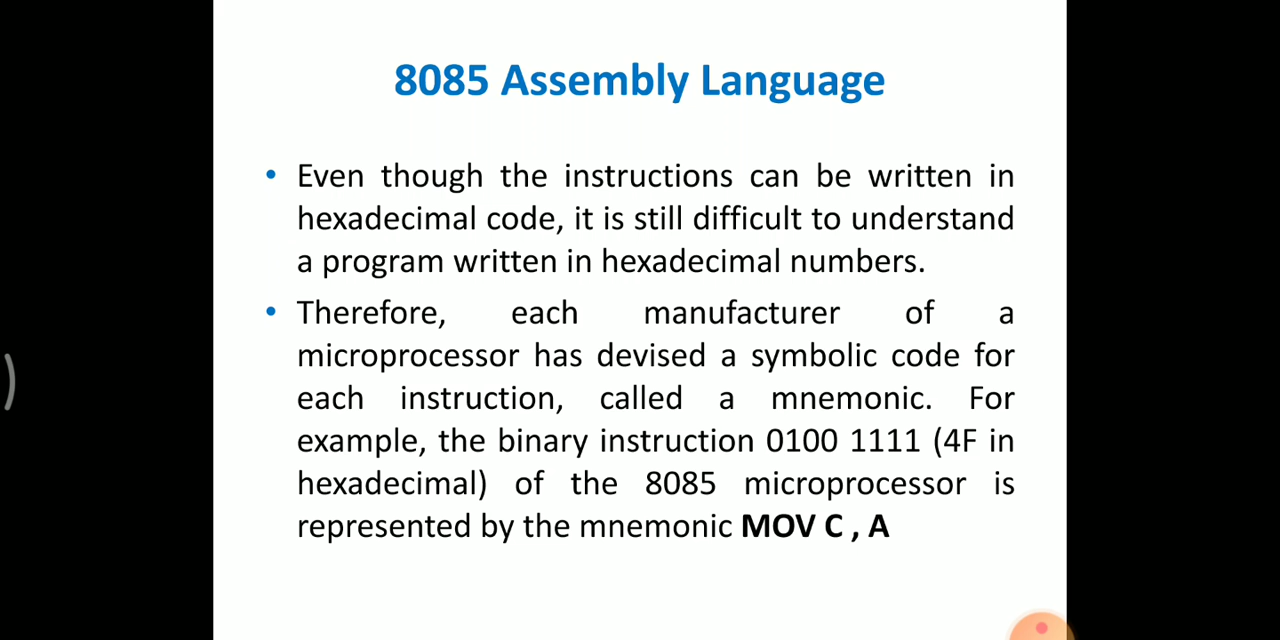 8085 Assembly Language
• Even though the instructions can be written in
hexadecimal code, it is still difficult to understand
a program written in hexadecimal numbers.
• Therefore, each manufacturer of a
microprocessor has devised a symbolic code for
each instruction, called a mnemonic. For
example, the binary instruction 0100 1111 (4F in
hexadecimal) of the 8085 microprocessor is
represented by the mnemonic MOV C , A